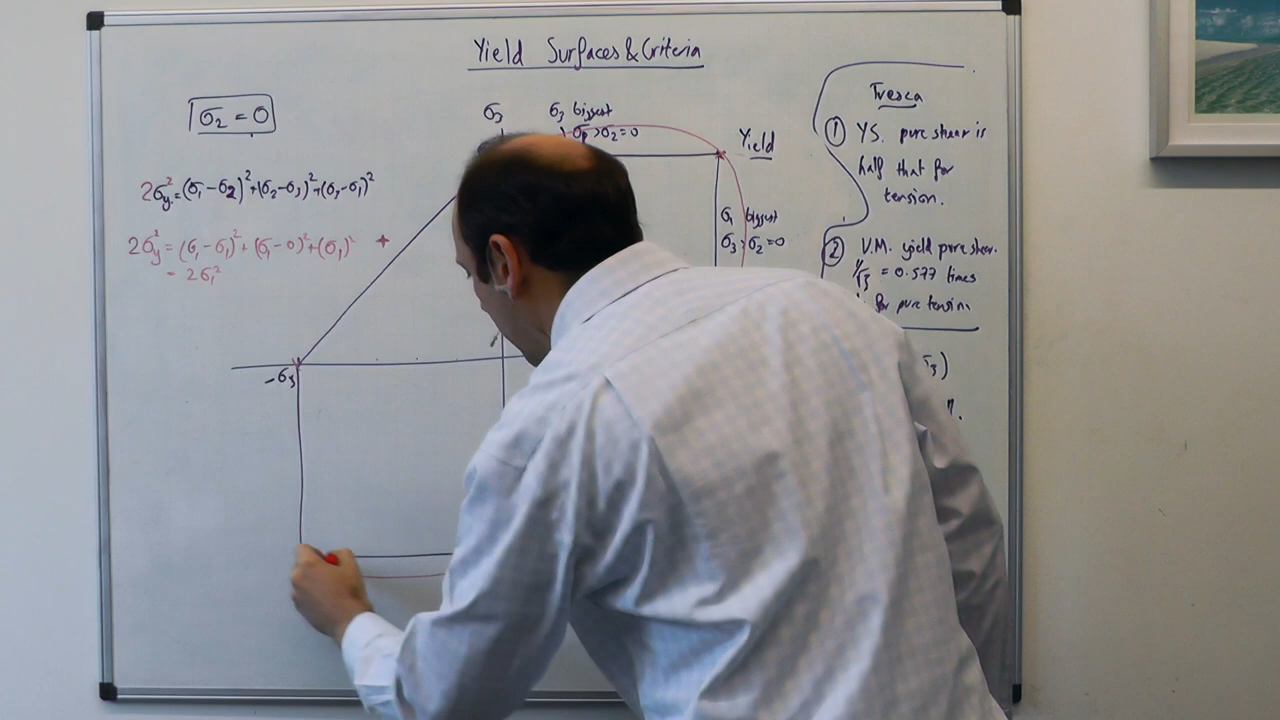 Yield Surfaces & Criteria
σ₂ = 0
2σy² = (σ₁ - σ₂)² + (σ₂ - σ₃)² + (σ₃ - σ₁)²
2σy² = (σ₁ - σ₁)² + (σ₁ - 0)² + (σ₁)²
= 2σ₁²
-σ₃
σ₃
σ₃ biggest
σ₁ > σ₂ = 0
Yield
σ₁ biggest
σ₃ > σ₂ = 0
Tresca
① YS. pure shear is
half that for
tension.
② V.M. yield pure shear.
1/√3 = 0.577 times
for pure tension
σ₃)